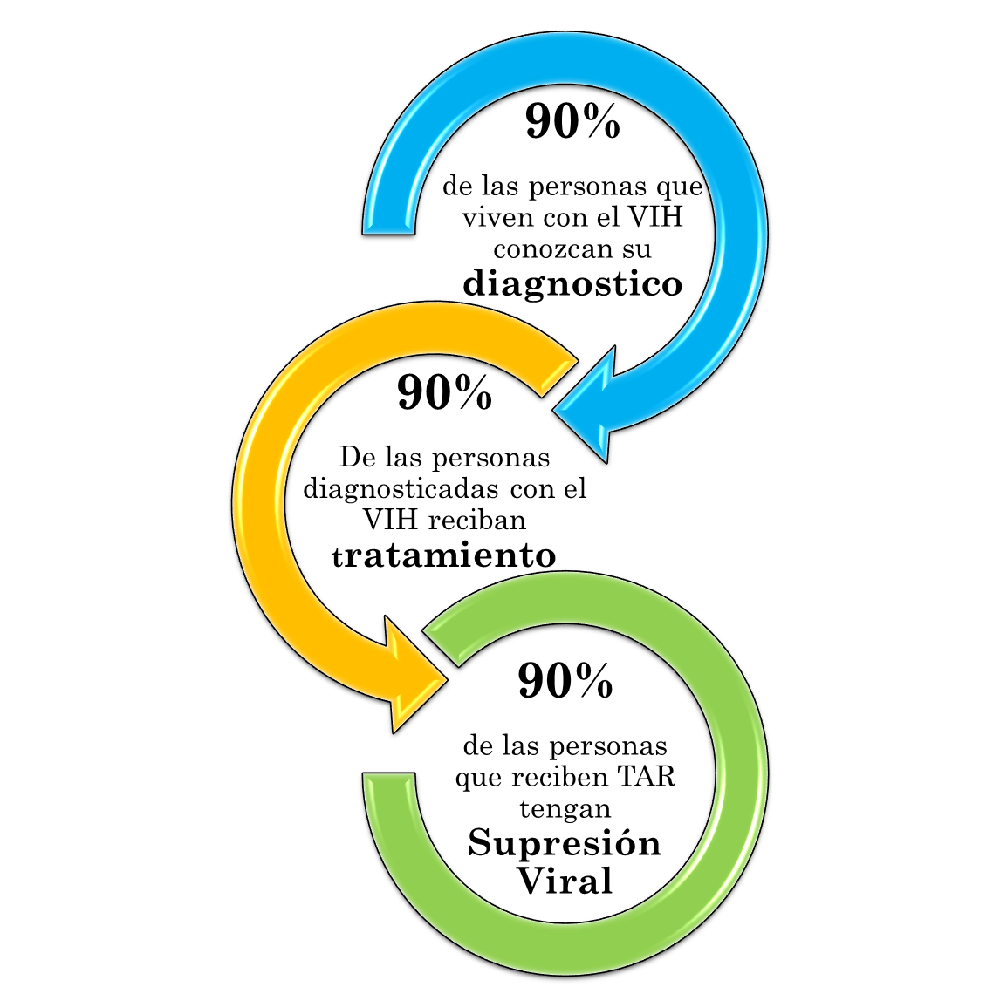 90%
de las personas que
viven con el VIH
conozcan su
diagnostico
90%
De las personas
diagnosticadas con el
VIH reciban
tratamiento
90%
de las personas
que reciben TAR
tengan
Supresión
Viral